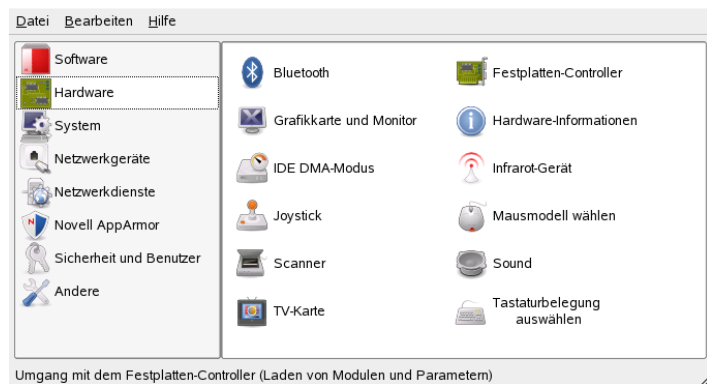 Datei Bearbeiten Hilfe
Software
Hardware
System
Netzwerkgeräte
Netzwerkdienste
Novell AppArmor
Sicherheit und Benutzer
Andere
Bluetooth
Festplatten-Controller
Grafikkarte und Monitor
Hardware-Informationen
IDE DMA-Modus
Infrarot-Gerät
Joystick
Mausmodell wählen
Scanner
Sound
TV-Karte
Tastaturbelegung
auswählen
Umgang mit dem Festplatten-Controller (Laden von Modulen und Parametern)